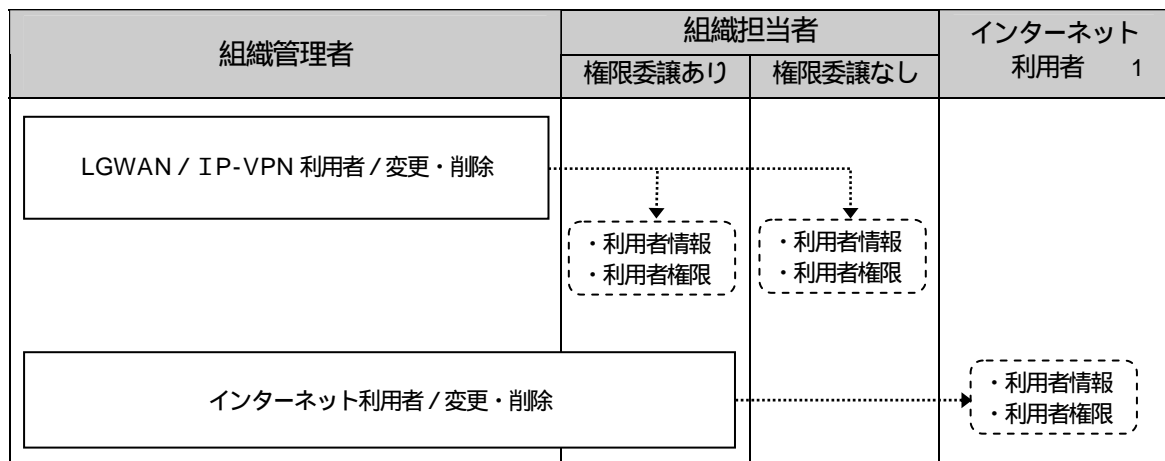 組織管理者
組織担当者
権限委譲あり
権限委譲なし
インターネット
利用者 1
LGWAN / IP-VPN 利用者 / 変更・削除
・利用者情報
・利用者権限
・利用者情報
・利用者権限
インターネット利用者 / 変更・削除
・利用者情報
・利用者権限